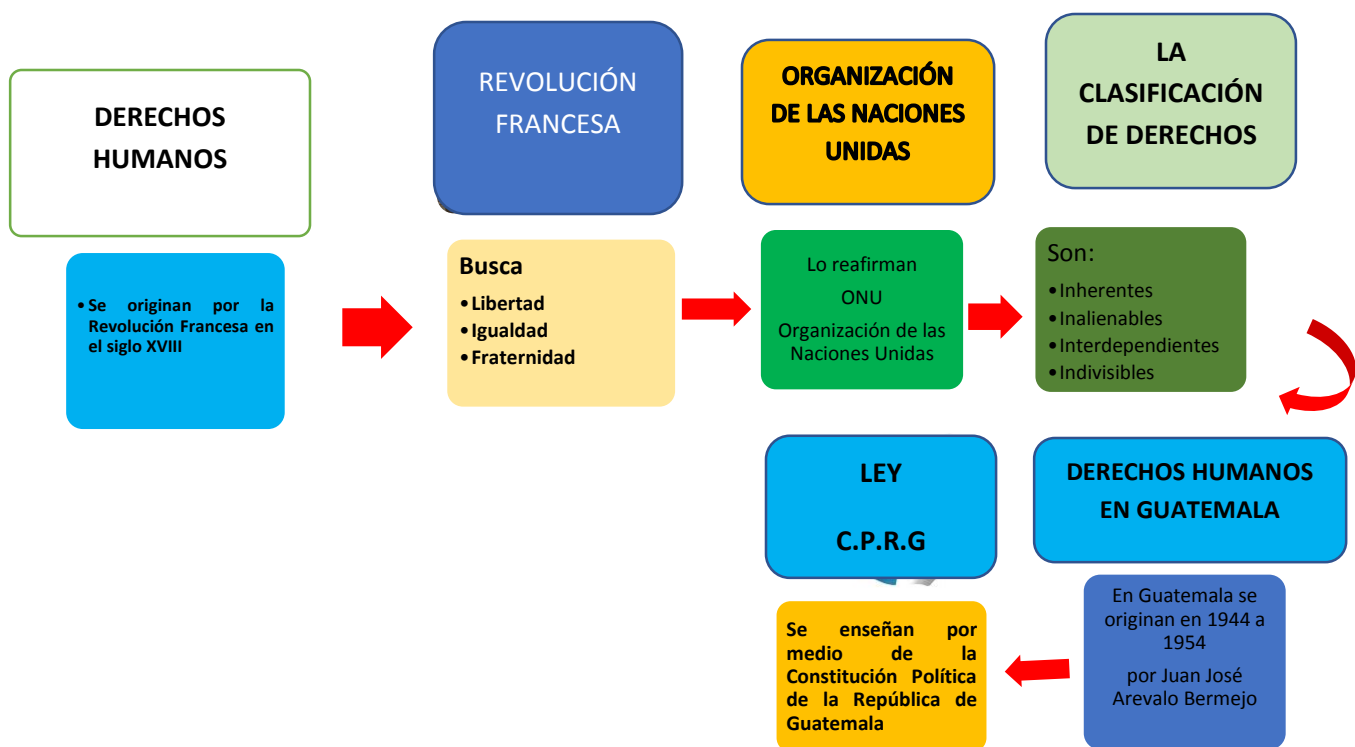 DERECHOS
HUMANOS
• Se originan por la
Revolución Francesa en
el siglo XVIII
REVOLUCIÓN
FRANCESA
Busca
• Libertad
• Igualdad
• Fraternidad
ORGANIZACIÓN
DE LAS NACIONES
UNIDAS
Lo reafirman
ONU
Organización de las
Naciones Unidas
LA
CLASIFICACIÓN
DE DERECHOS
Son:
• Inherentes
• Inalienables
• Interdependientes
• Indivisibles
DERECHOS HUMANOS
EN GUATEMALA
En Guatemala se
originan en 1944 a
1954
por Juan José
Arevalo Bermejo
LEY
C.P.R.G
Se enseñan por
medio de la
Constitución Política
de la República de
Guatemala